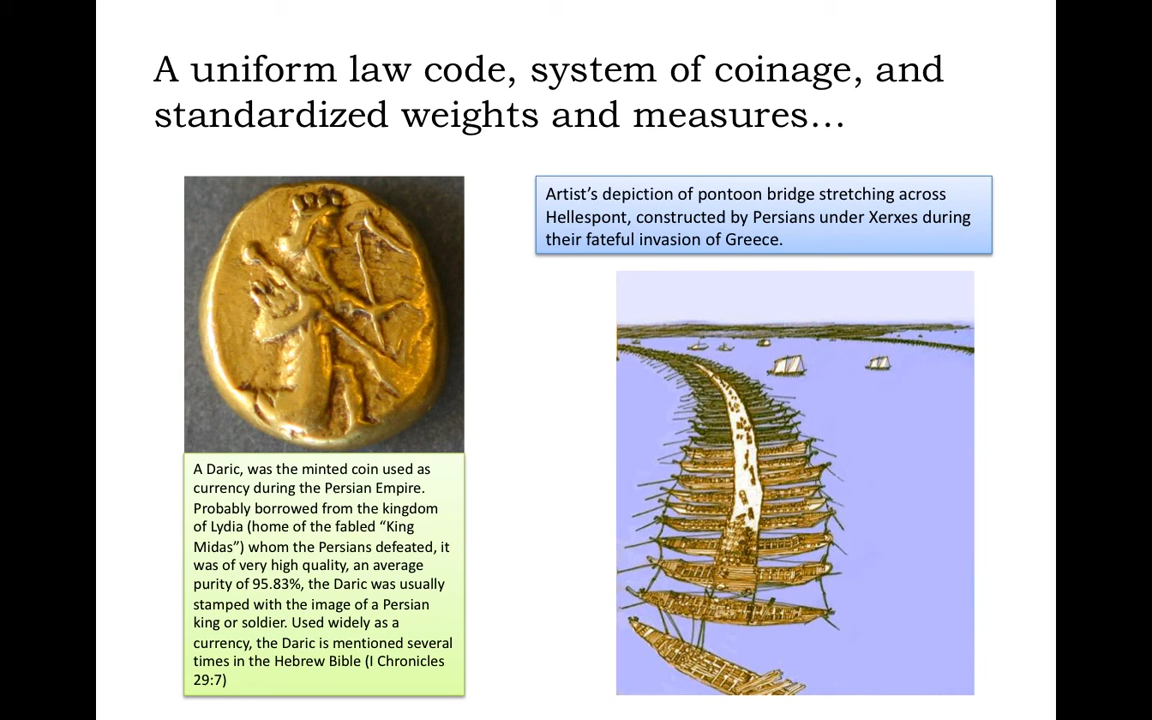 A uniform law code, system of coinage, and
standardized weights and measures…
Artist’s depiction of pontoon bridge stretching across
Hellespont, constructed by Persians under Xerxes during
their fateful invasion of Greece.
A Daric, was the minted coin used as
currency during the Persian Empire.
Probably borrowed from the kingdom
of Lydia (home of the fabled “King
Midas”) whom the Persians defeated, it
was of very high quality, an average
purity of 95.83%, the Daric was usually
stamped with the image of a Persian
king or soldier. Used widely as a
currency, the Daric is mentioned several
times in the Hebrew Bible (I Chronicles
29:7)